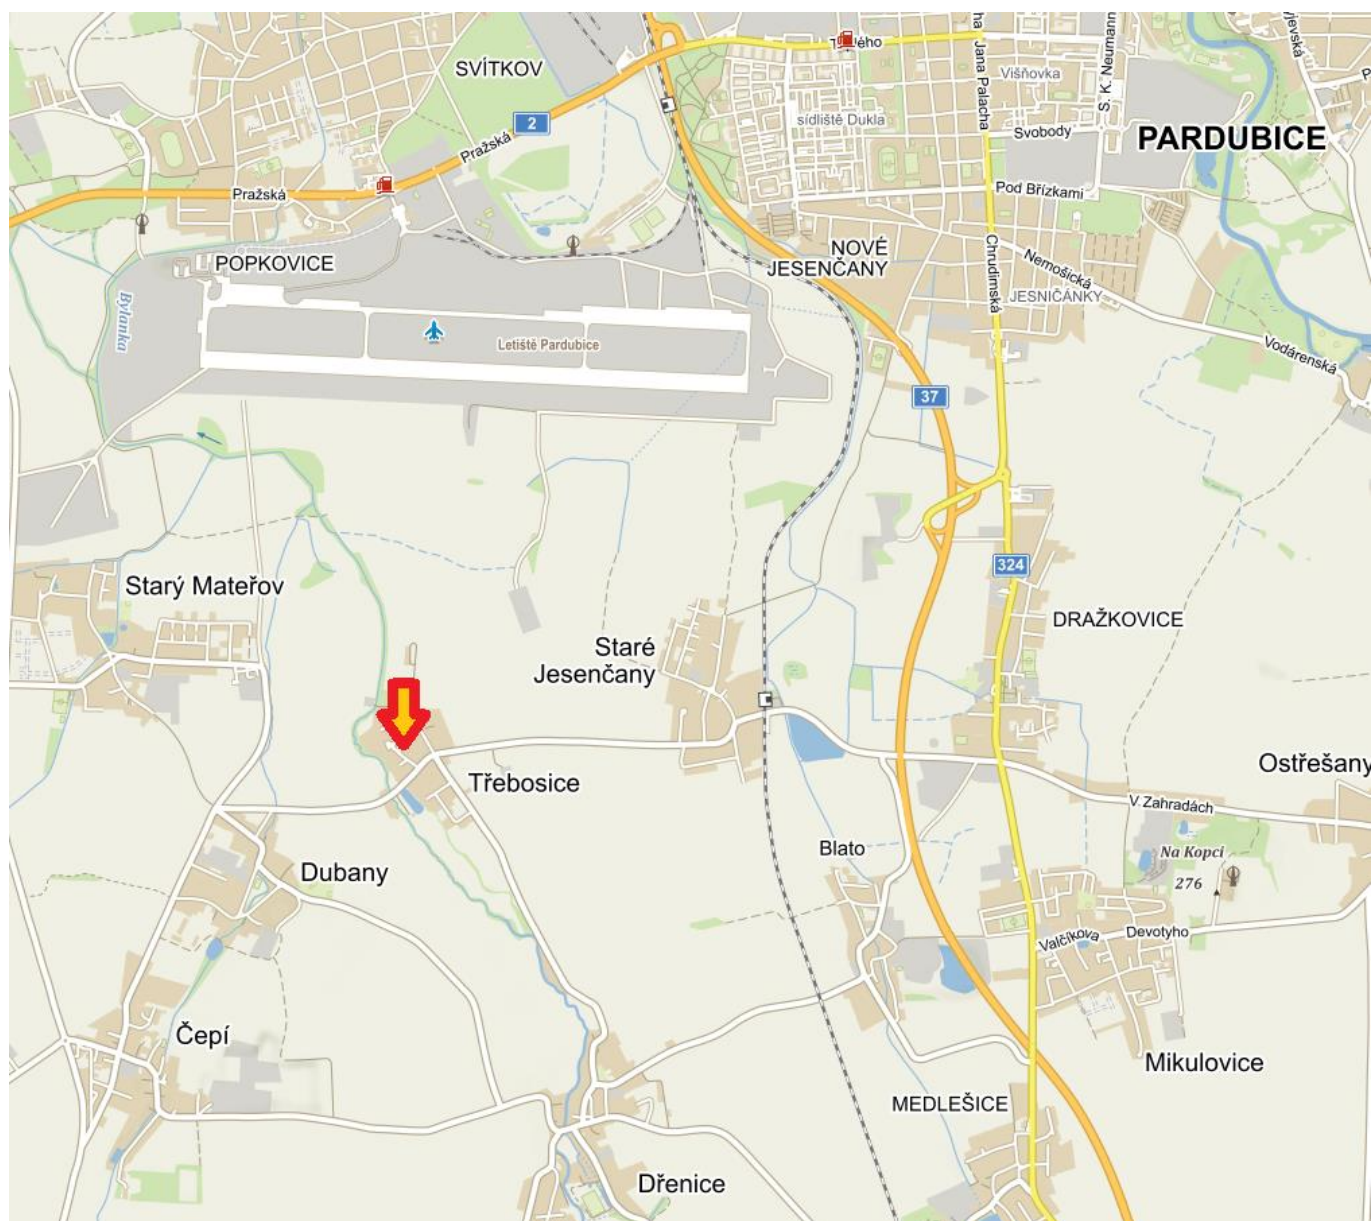 SVÍTKOV
2
Pražská
Pražská
POPKOVICE
Bylanka
Letiště Pardubice
sídliště Dukla
Jana Palacha
Višňovka
S. K. Neumann
Svobody
PARDUBICE
Pod Břízkami
NOVÉ
JESENČANY
Chrudimská
Nemošická
JESNIČÁNKY
Vodárenská
37
324
Starý Mateřov
Staré
Jesenčany
DRAŽKOVICE
Třebosice
Ostřešany
V Zahradách
Dubany
Blato
Na Kopci
276
Valčíkova
Devotyho
Čepí
Mikulovice
MEDLEŠICE
Dřenice